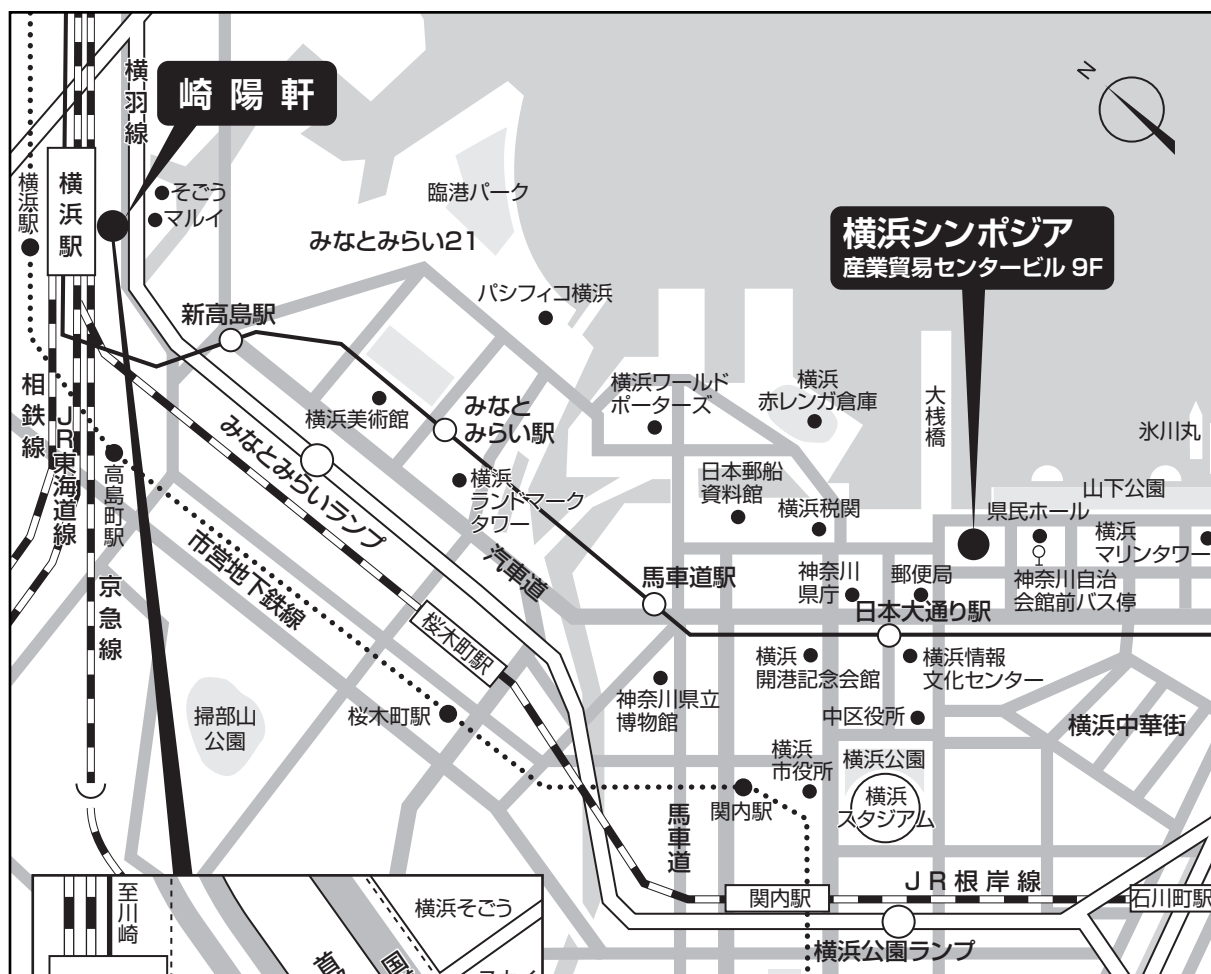 横羽線
崎陽軒
N
横浜駅
横浜駅
そごう
マルイ
臨港パーク
みなとみらい21
横浜シンポジア
産業貿易センタービル 9F
パシフィコ横浜
新高島駅
相鉄線
JR東海道線
横浜美術館
みなと
みらい駅
横浜ワールド
ポーターズ
横浜
赤レンガ倉庫
大桟橋
氷川丸
みなとみらいランプ
高島町駅
横浜
ランドマーク
タワー
日本郵船
資料館
横浜税関
山下公園
県民ホール
横浜
マリンタワー
市営地下鉄線
汽車道
京急線
馬車道駅
神奈川
県庁
郵便局
神奈川自治
会館前バス停
日本大通り駅
桜木町駅
横浜
開港記念会館
横浜情報
文化センター
神奈川県立
博物館
掃部山
公園
桜木町駅
中区役所
横浜中華街
横浜
市役所
横浜公園
横浜
スタジアム
馬車道
関内駅
JR根岸線
関内駅
石川町駅
横浜公園ランプ
至川崎
横浜そごう